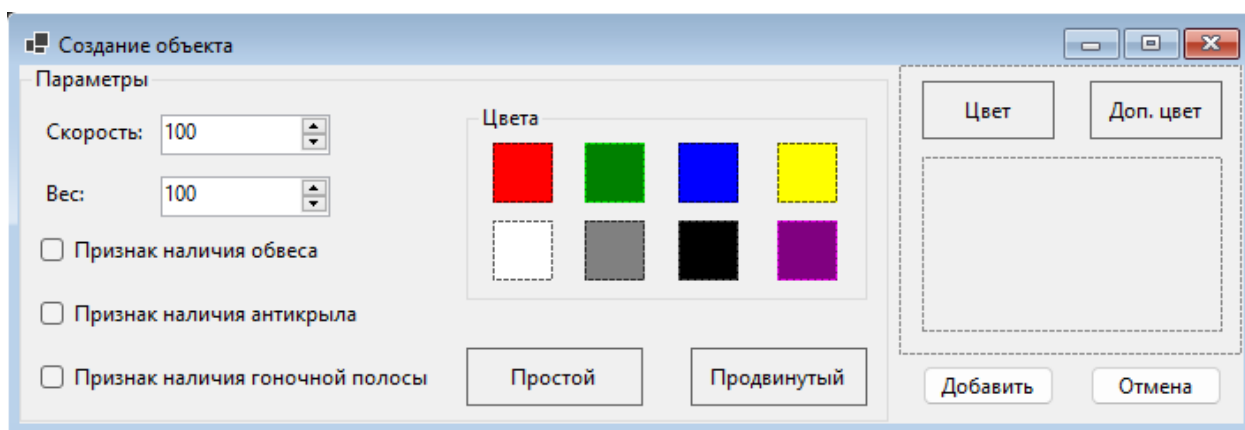 Создание объекта
Параметры
Скорость: 100
Вес: 100
Признак наличия обвеса
Признак наличия антикрыла
Признак наличия гоночной полосы
Цвета
Простой Продвинутый
Цвет Доп. цвет
Добавить Отмена